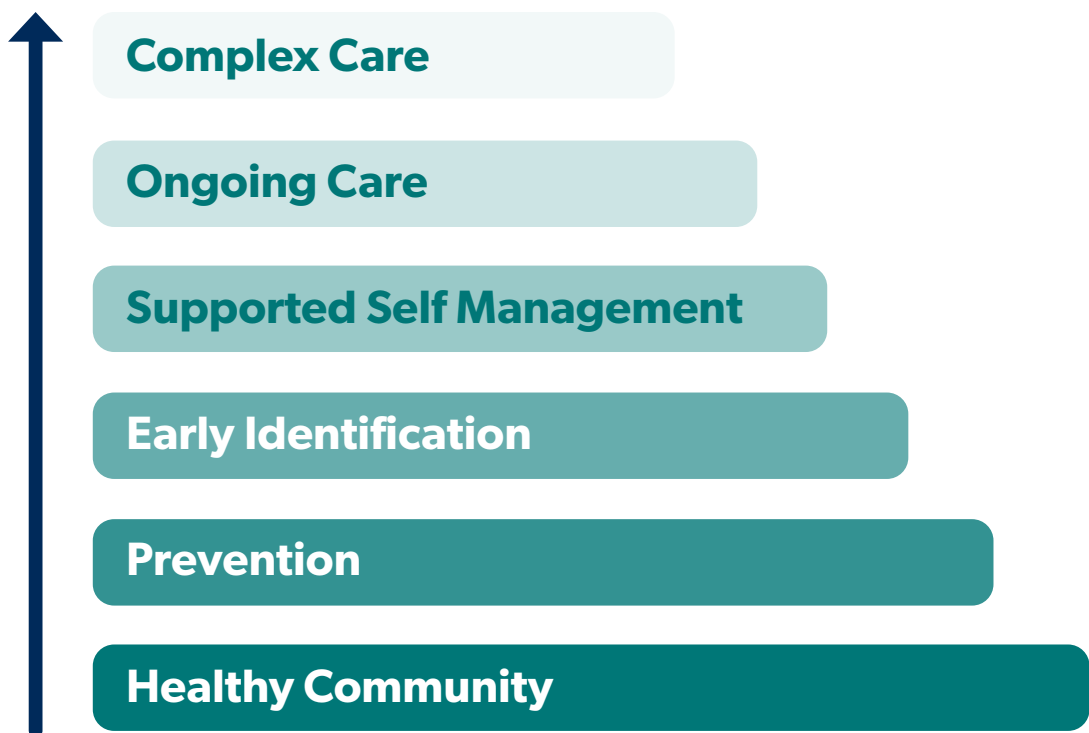 Complex Care
Ongoing Care
Supported Self Management
Early Identification
Prevention
Healthy Community